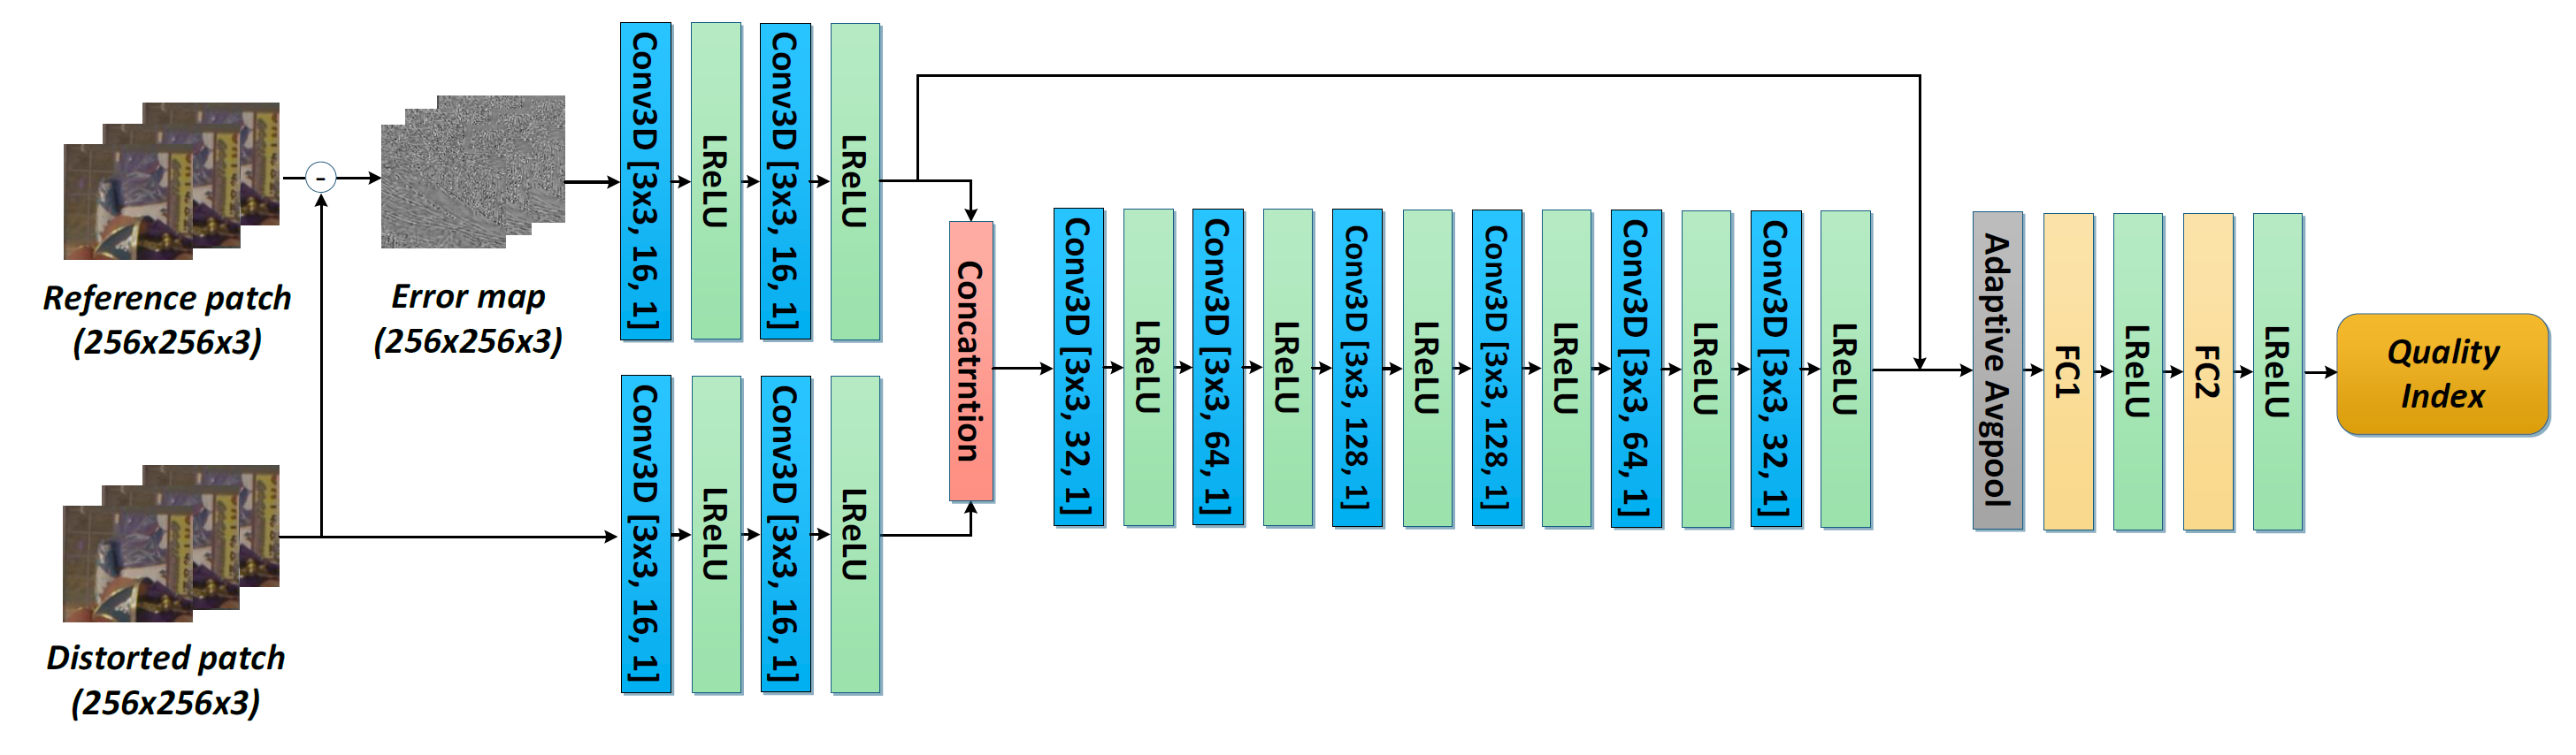 Reference patch
(256x256x3)
-
Error map
(256x256x3)
Distorted patch
(256x256x3)
Conv3D [3x3, 16, 1]
LReLU
Conv3D [3x3, 16, 1]
LReLU
Conv3D [3x3, 16, 1]
LReLU
Conv3D [3x3, 16, 1]
LReLU
Concatrntion
Conv3D [3x3, 32, 1]
LReLU
Conv3D [3x3, 64, 1]
LReLU
Conv3D [3x3, 128, 1]
LReLU
Conv3D [3x3, 128, 1]
LReLU
Conv3D [3x3, 64, 1]
LReLU
Conv3D [3x3, 32, 1]
LReLU
Adaptive Avgpool
FC1
LReLU
FC2
LReLU
Quality
Index